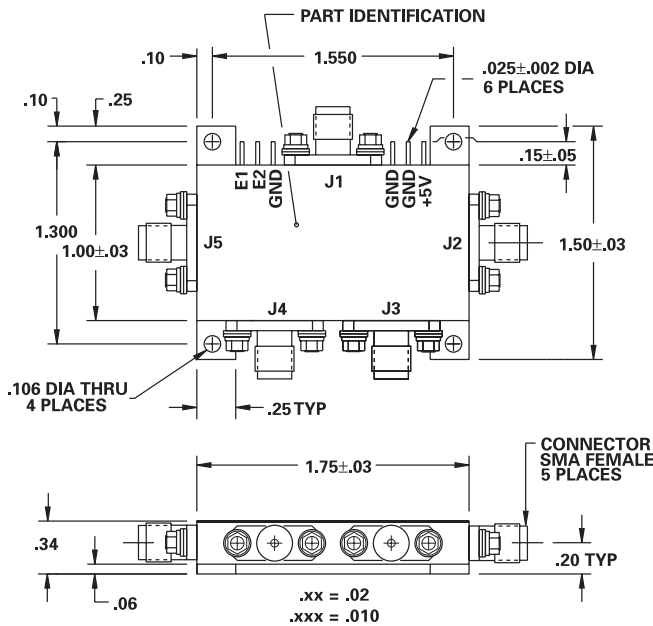 PART IDENTIFICATION
.10
1.550
.025±.002 DIA
6 PLACES
.10
.25
.15±.05
E1
E2
GND
J1
GND
GND
+5V
1.300
1.00±.03
J5
J2
1.50±.03
J4
J3
.106 DIA THRU
4 PLACES
.25 TYP
1.75±.03
CONNECTOR
SMA FEMALE
5 PLACES
.34
.20 TYP
.06
.xx = .02
.xxx = .010